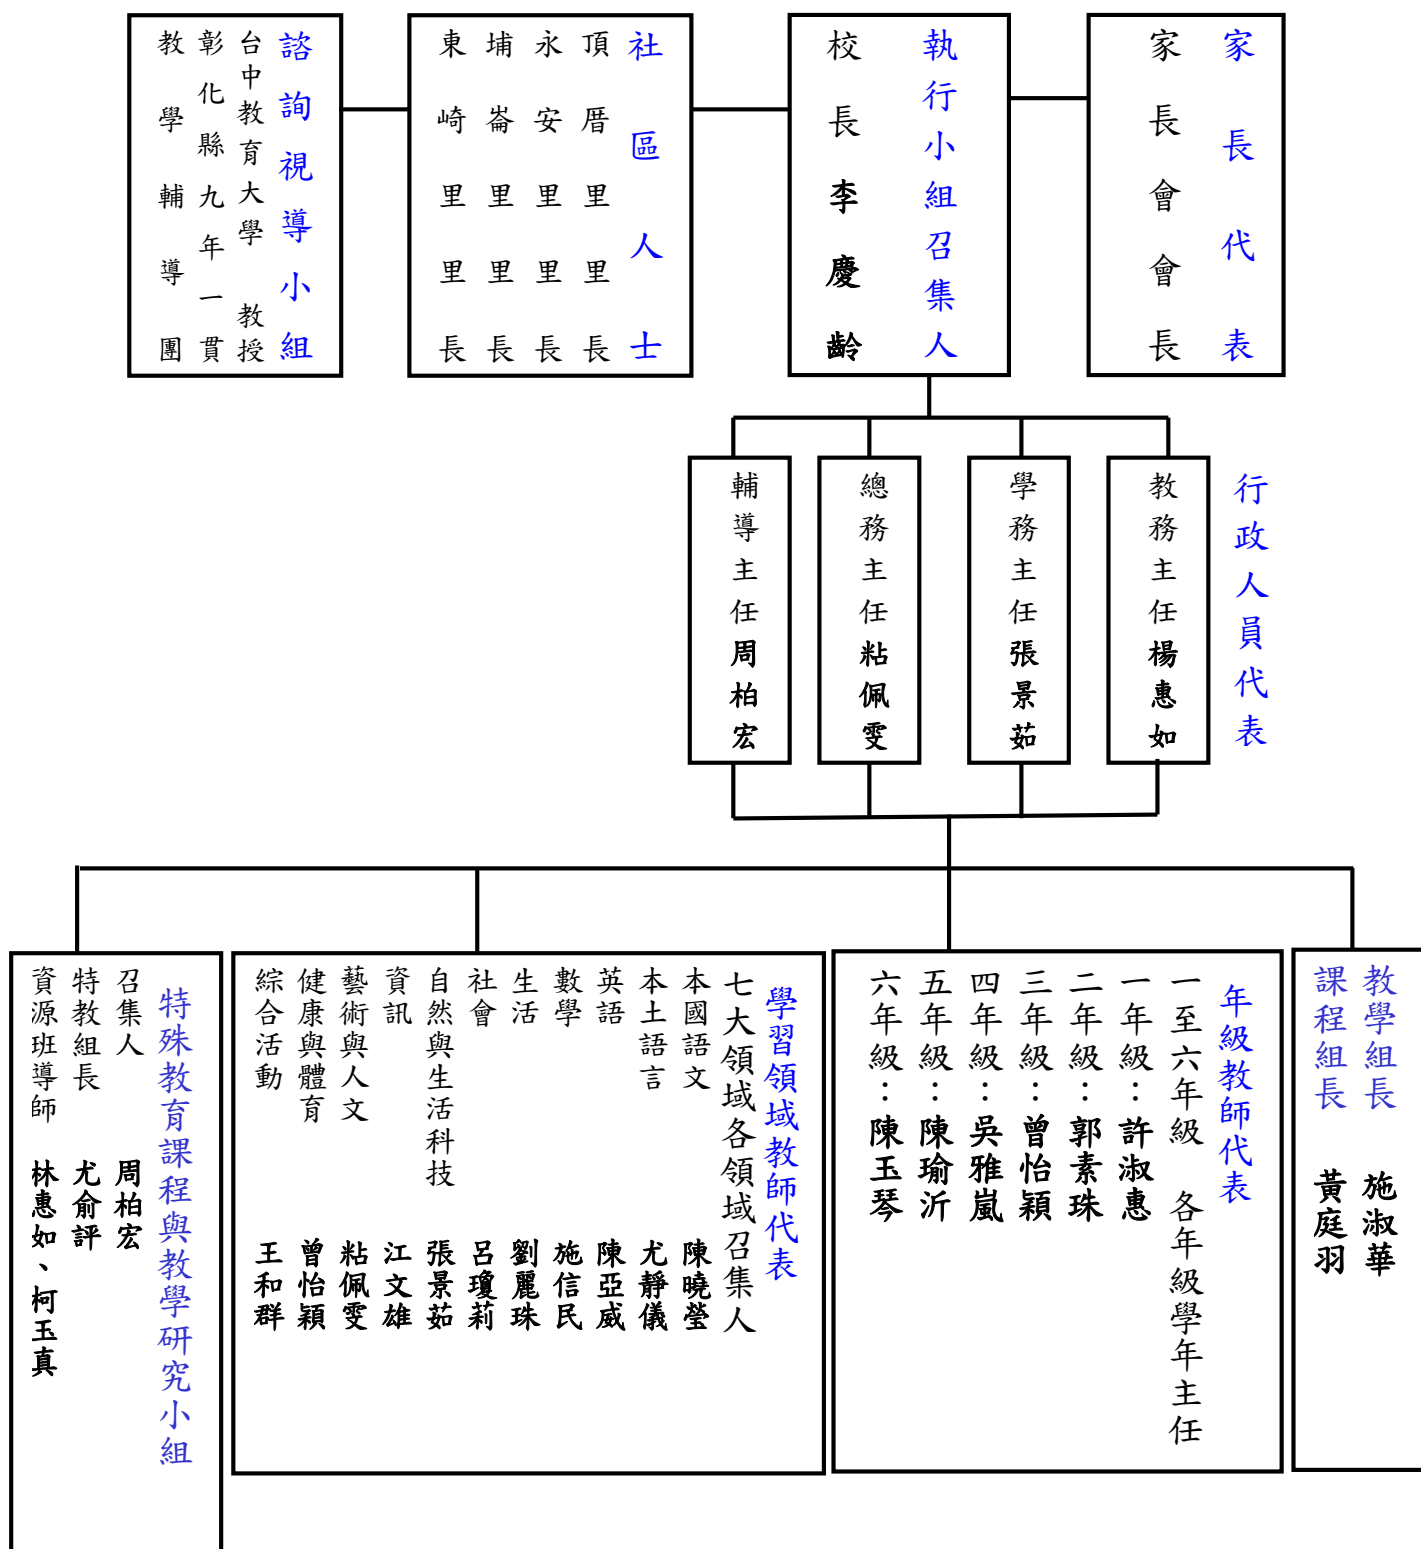 家長代表
家長會會長
執行小組召集人
校長李慶齡
社區人士
頂厝里里長
永安里里長
埔崙里里長
東崎里里長
諮詢視導小組
台中教育大學 教授
彰化縣九年一貫
教學輔導團
行政人員代表
教務主任楊惠如
學務主任張景茹
總務主任粘佩雯
輔導主任周柏宏
教學組長 施淑華
課程組長 黃庭羽
年級教師代表
一至六年級 各年級學年主任
一年級：許淑惠
二年級：郭素珠
三年級：曾怡穎
四年級：吳雅嵐
五年級：陳瑜沂
六年級：陳玉琴
學習領域教師代表
七大領域各領域召集人
本國語文 陳曉瑩
本土語言 尤靜儀
英語 陳亞威
數學 施信民
生活 劉麗珠
社會 呂瓊莉
自然與生活科技 張景茹
資訊 江文雄
藝術與人文 粘佩雯
健康與體育 曾怡穎
綜合活動 王和群
特殊教育課程與教學研究小組
召集人 周柏宏
特教組長 尤俞評
資源班導師 林惠如、柯玉真